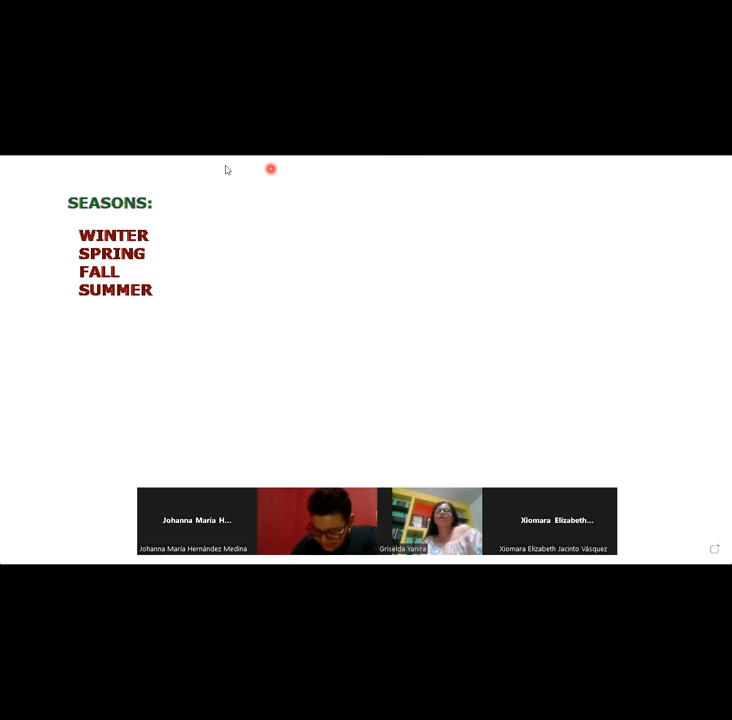 SEASONS:
WINTER
SPRING
FALL
SUMMER
Johanna María H...
Xiomara Elizabeth...
Johanna María Hernández Medina
Griselda Yanira
Xiomara Elizabeth Jacinto Vásquez